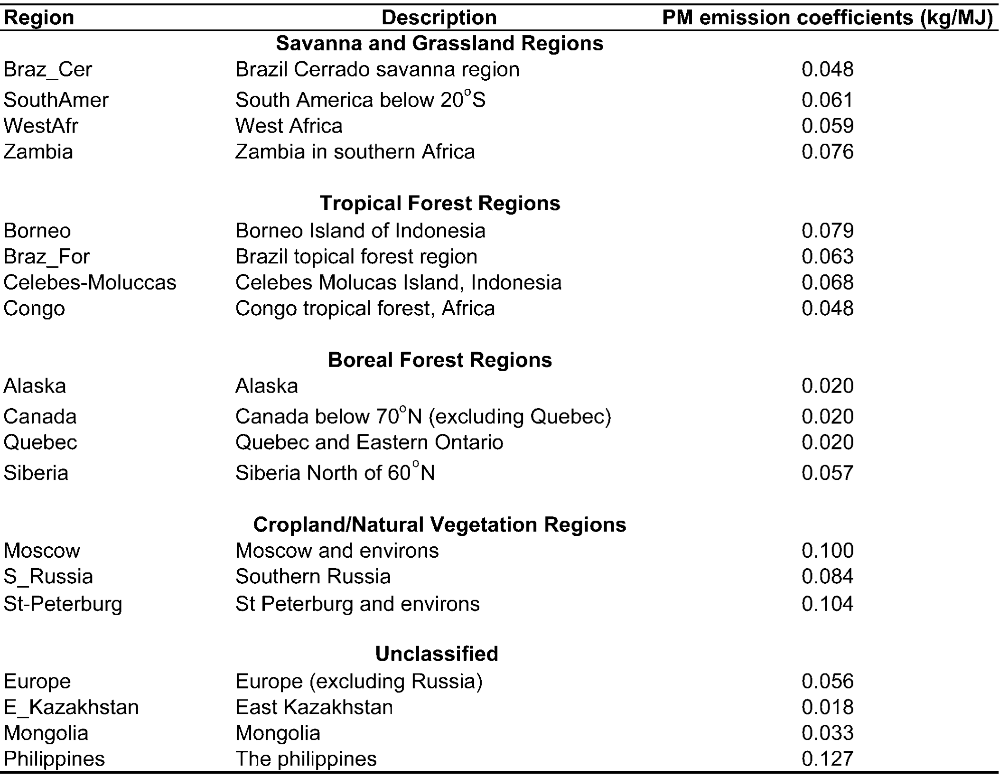 Region Description PM emission coefficients (kg/MJ)
Savanna and Grassland Regions
Braz_Cer Brazil Cerrado savanna region 0.048
SouthAmer South America below 20°S 0.061
WestAfr West Africa 0.059
Zambia Zambia in southern Africa 0.076
Tropical Forest Regions
Borneo Borneo Island of Indonesia 0.079
Braz_For Brazil topical forest region 0.063
Celebes-Moluccas Celebes Molucas Island, Indonesia 0.068
Congo Congo tropical forest, Africa 0.048
Boreal Forest Regions
Alaska Alaska 0.020
Canada Canada below 70°N (excluding Quebec) 0.020
Quebec Quebec and Eastern Ontario 0.020
Siberia Siberia North of 60°N 0.057
Cropland/Natural Vegetation Regions
Moscow Moscow and environs 0.100
S_Russia Southern Russia 0.084
St-Peterburg St Peterburg and environs 0.104
Unclassified
Europe Europe (excluding Russia) 0.056
E_Kazakhstan East Kazakhstan 0.018
Mongolia Mongolia 0.033
Philippines The philippines 0.127